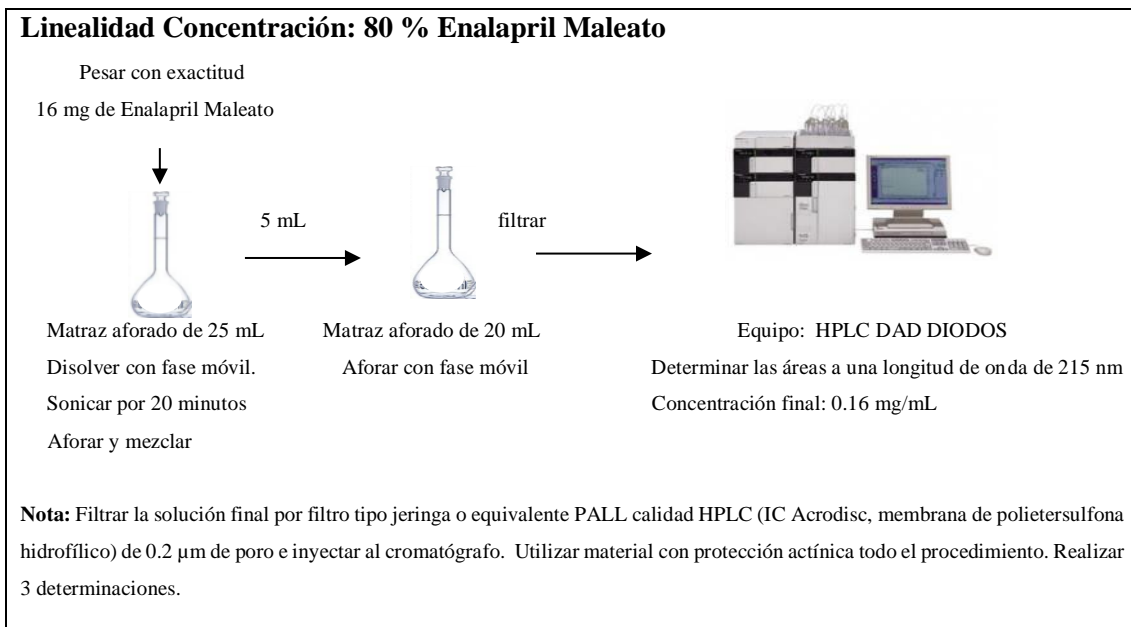 Linealidad Concentración: 80 % Enalapril Maleato
Pesar con exactitud
16 mg de Enalapril Maleato
5 mL
filtrar
Matraz aforado de 25 mL
Disolver con fase móvil.
Sonicar por 20 minutos
Aforar y mezclar
Matraz aforado de 20 mL
Aforar con fase móvil
Equipo: HPLC DAD DIODOS
Determinar las áreas a una longitud de onda de 215 nm
Concentración final: 0.16 mg/mL
Nota: Filtrar la solución final por filtro tipo jeringa o equivalente PALL calidad HPLC (IC Acrodisc, membrana de polietersulfona
hidrofílico) de 0.2 µm de poro e inyectar al cromatógrafo. Utilizar material con protección actínica todo el procedimiento. Realizar
3 determinaciones.